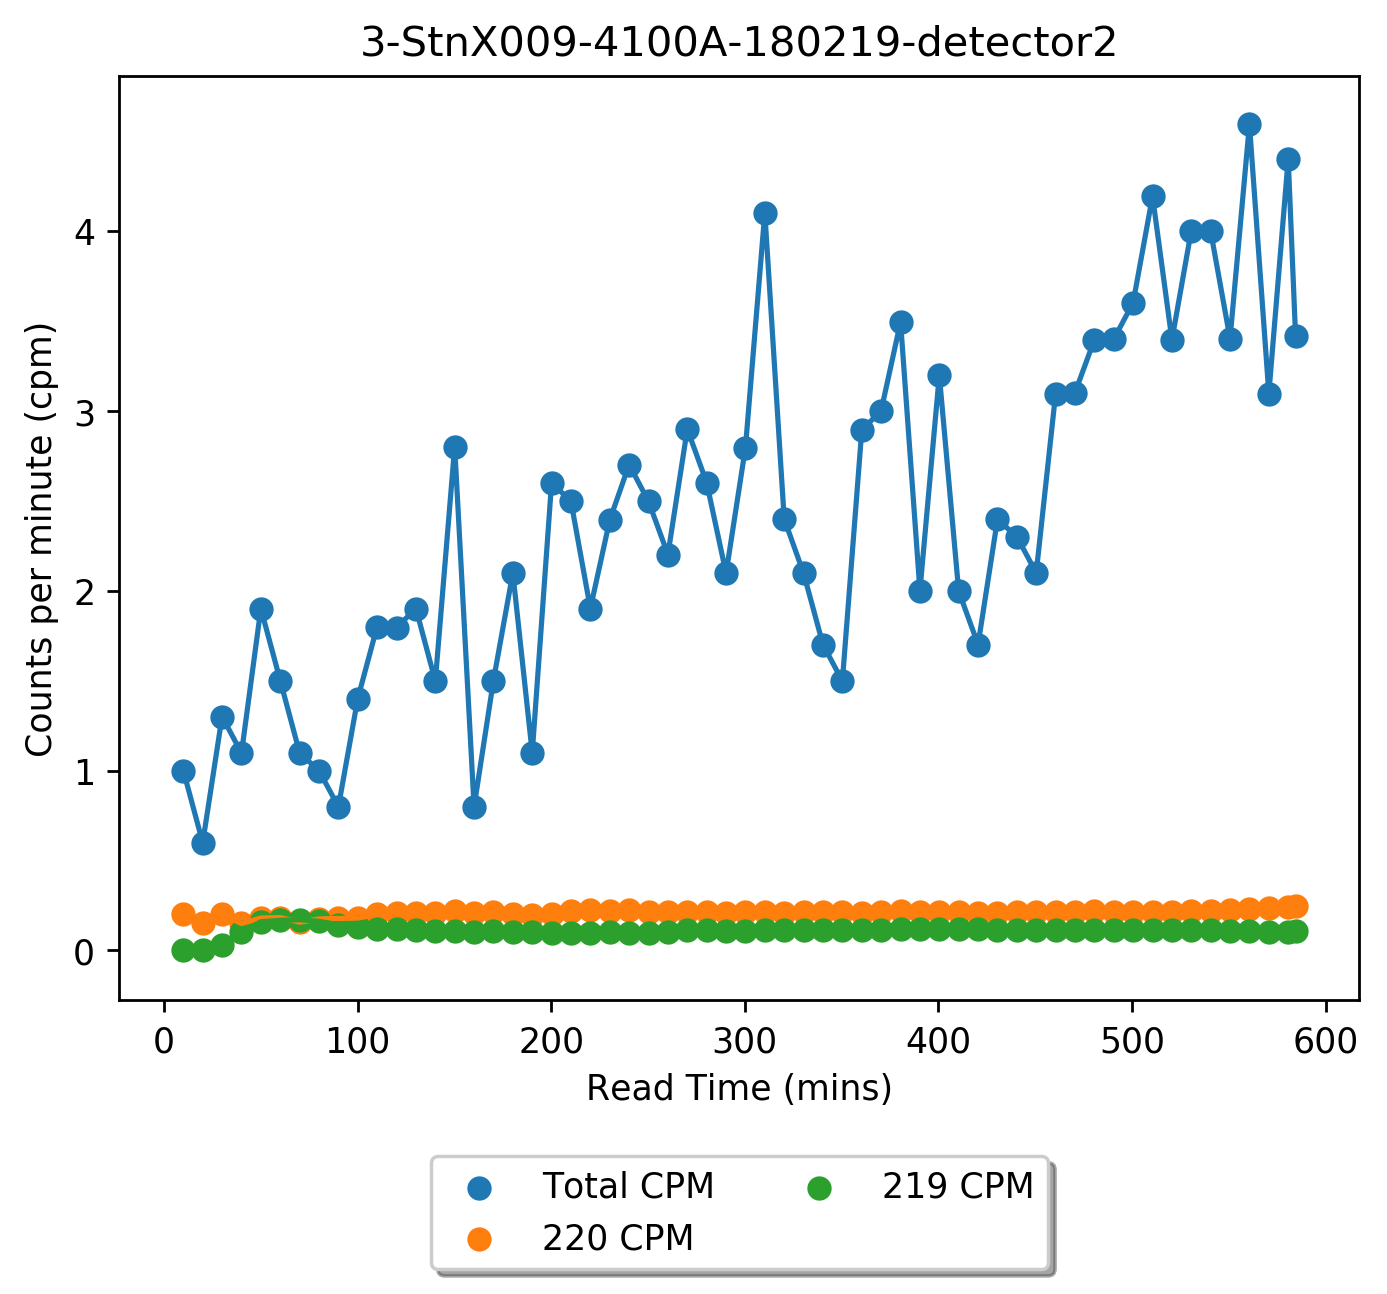 3-StnX009-4100A-180219-detector2
Counts per minute (cpm)
4
3
2
1
0
0 100 200 300 400 500 600
Read Time (mins)
Total CPM 219 CPM
220 CPM